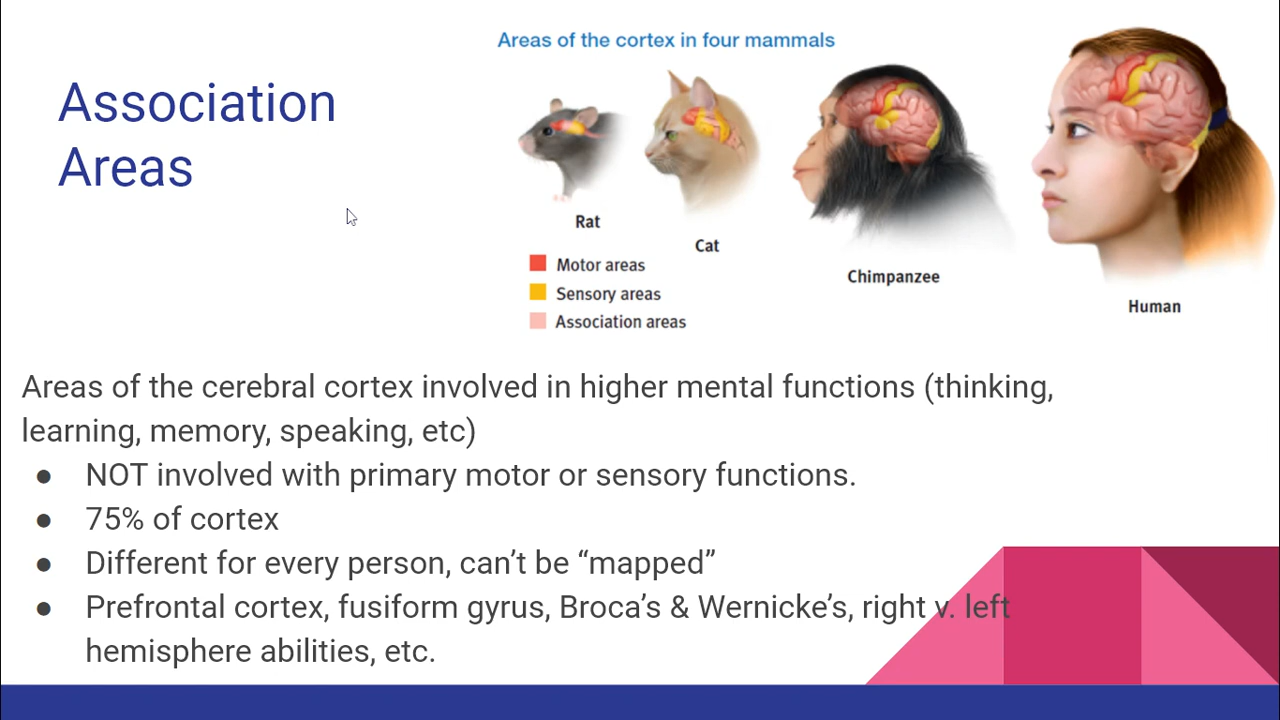 Association
Areas
Areas of the cortex in four mammals
Rat
Cat
Chimpanzee
Human
Motor areas
Sensory areas
Association areas
Areas of the cerebral cortex involved in higher mental functions (thinking,
learning, memory, speaking, etc)
● NOT involved with primary motor or sensory functions.
● 75% of cortex
● Different for every person, can’t be “mapped”
● Prefrontal cortex, fusiform gyrus, Broca’s & Wernicke’s, right v. left
hemisphere abilities, etc.